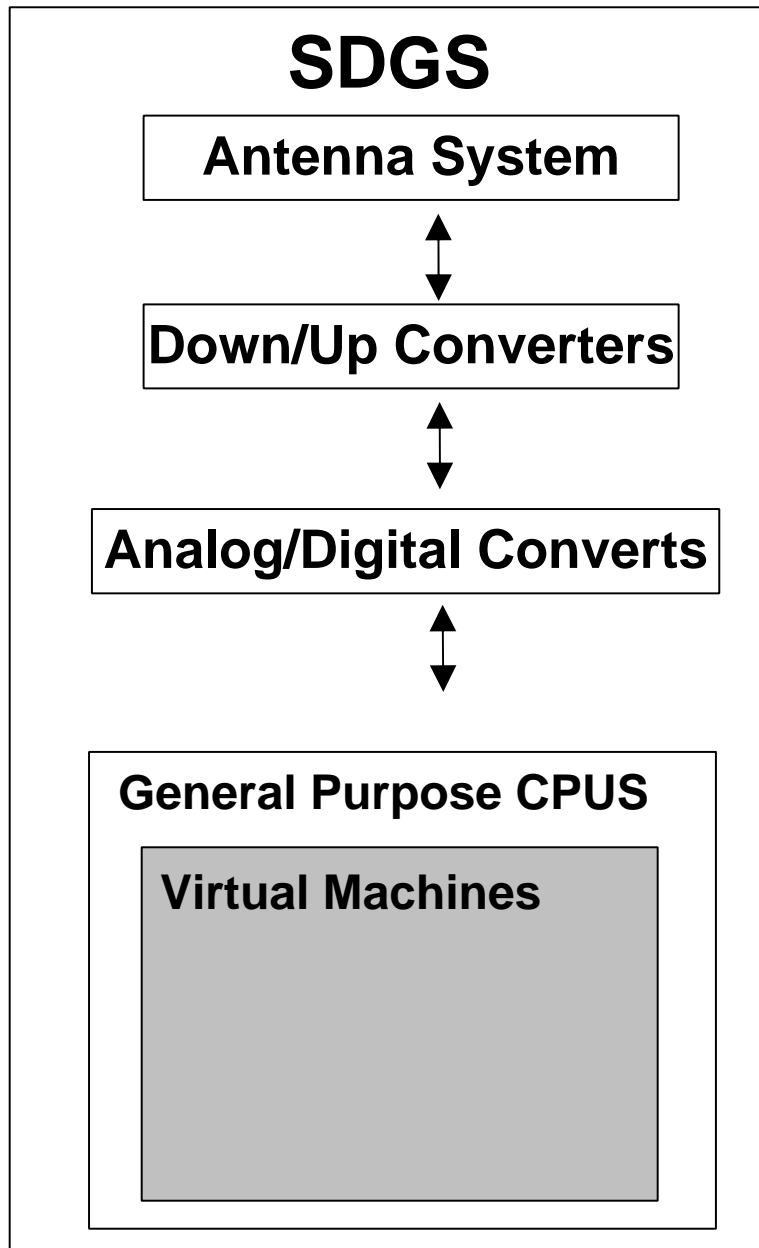 SDGS
Antenna System
Down/Up Converters
Analog/Digital Converts
General Purpose CPUS
Virtual Machines